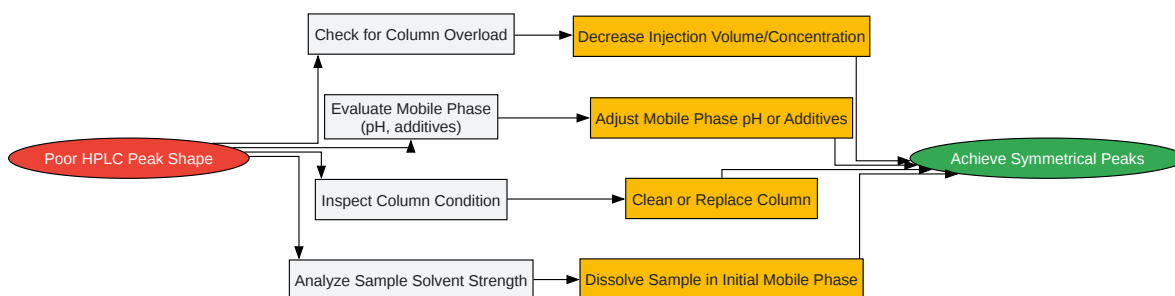 Check for Column Overload
Decrease Injection Volume/Concentration
Evaluate Mobile Phase
(pH, additives)
Adjust Mobile Phase pH or Additives
Poor HPLC Peak Shape
Achieve Symmetrical Peaks
Inspect Column Condition
Clean or Replace Column
Analyze Sample Solvent Strength
Dissolve Sample in Initial Mobile Phase